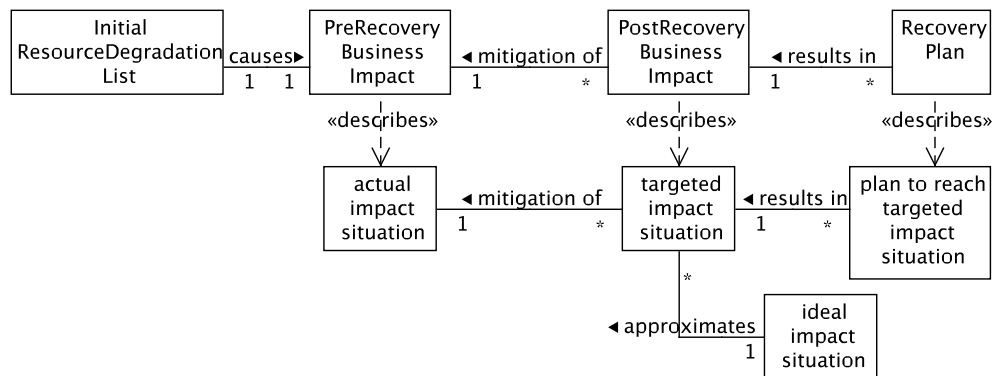 Initial
ResourceDegradation
List
causes▶
1
1
PreRecovery
Business
Impact
◀ mitigation of
1
*
PostRecovery
Business
Impact
◀ results in
1
*
Recovery
Plan
«describes»
«describes»
«describes»
actual
impact
situation
◀ mitigation of
1
*
targeted
impact
situation
◀ results in
1
*
plan to reach
targeted
impact
situation
*
◀ approximates
1
ideal
impact
situation